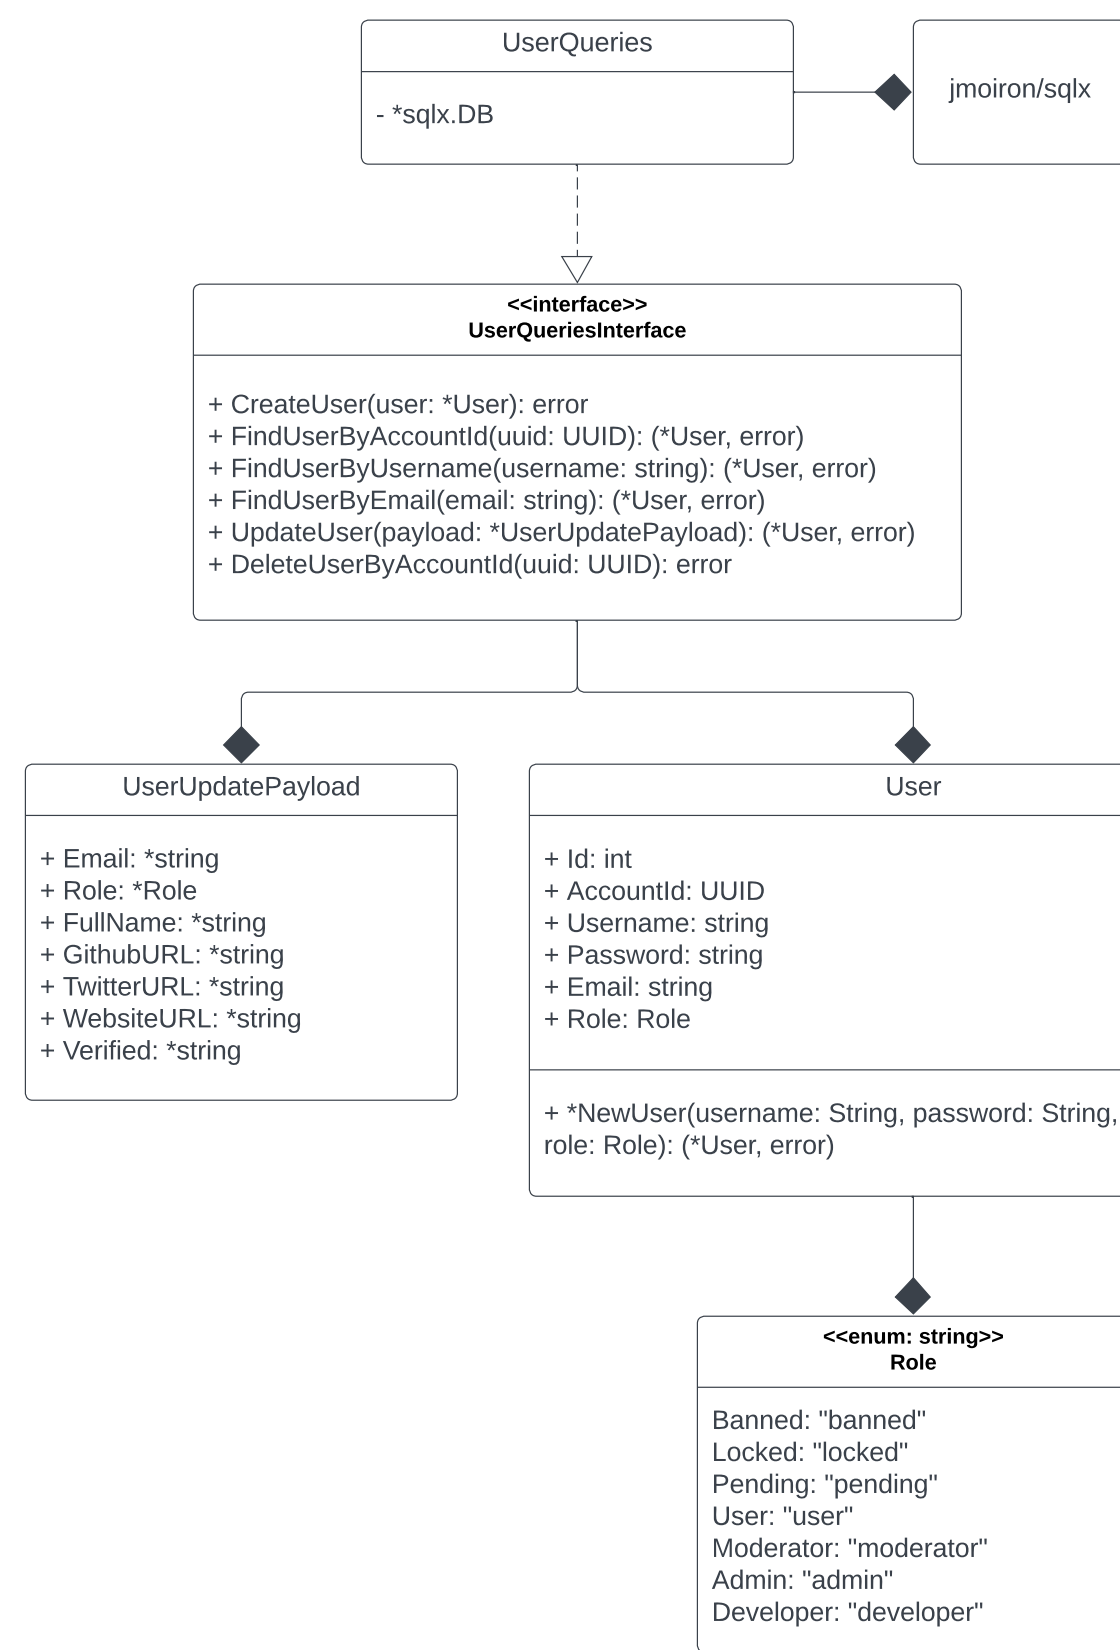 UserQueries
- *sqlx.DB
jmoiron/sqlx
<<interface>>
UserQueriesInterface
+ CreateUser(user: *User): error
+ FindUserByAccountId(uuid: UUID): (*User, error)
+ FindUserByUsername(username: string): (*User, error)
+ FindUserByEmail(email: string): (*User, error)
+ UpdateUser(payload: *UserUpdatePayload): (*User, error)
+ DeleteUserByAccountId(uuid: UUID): error
UserUpdatePayload
+ Email: *string
+ Role: *Role
+ FullName: *string
+ GithubURL: *string
+ TwitterURL: *string
+ WebsiteURL: *string
+ Verified: *string
User
+ Id: int
+ AccountId: UUID
+ Username: string
+ Password: string
+ Email: string
+ Role: Role
+ *NewUser(username: String, password: String,
role: Role): (*User, error)
<<enum: string>>
Role
Banned: "banned"
Locked: "locked"
Pending: "pending"
User: "user"
Moderator: "moderator"
Admin: "admin"
Developer: "developer"